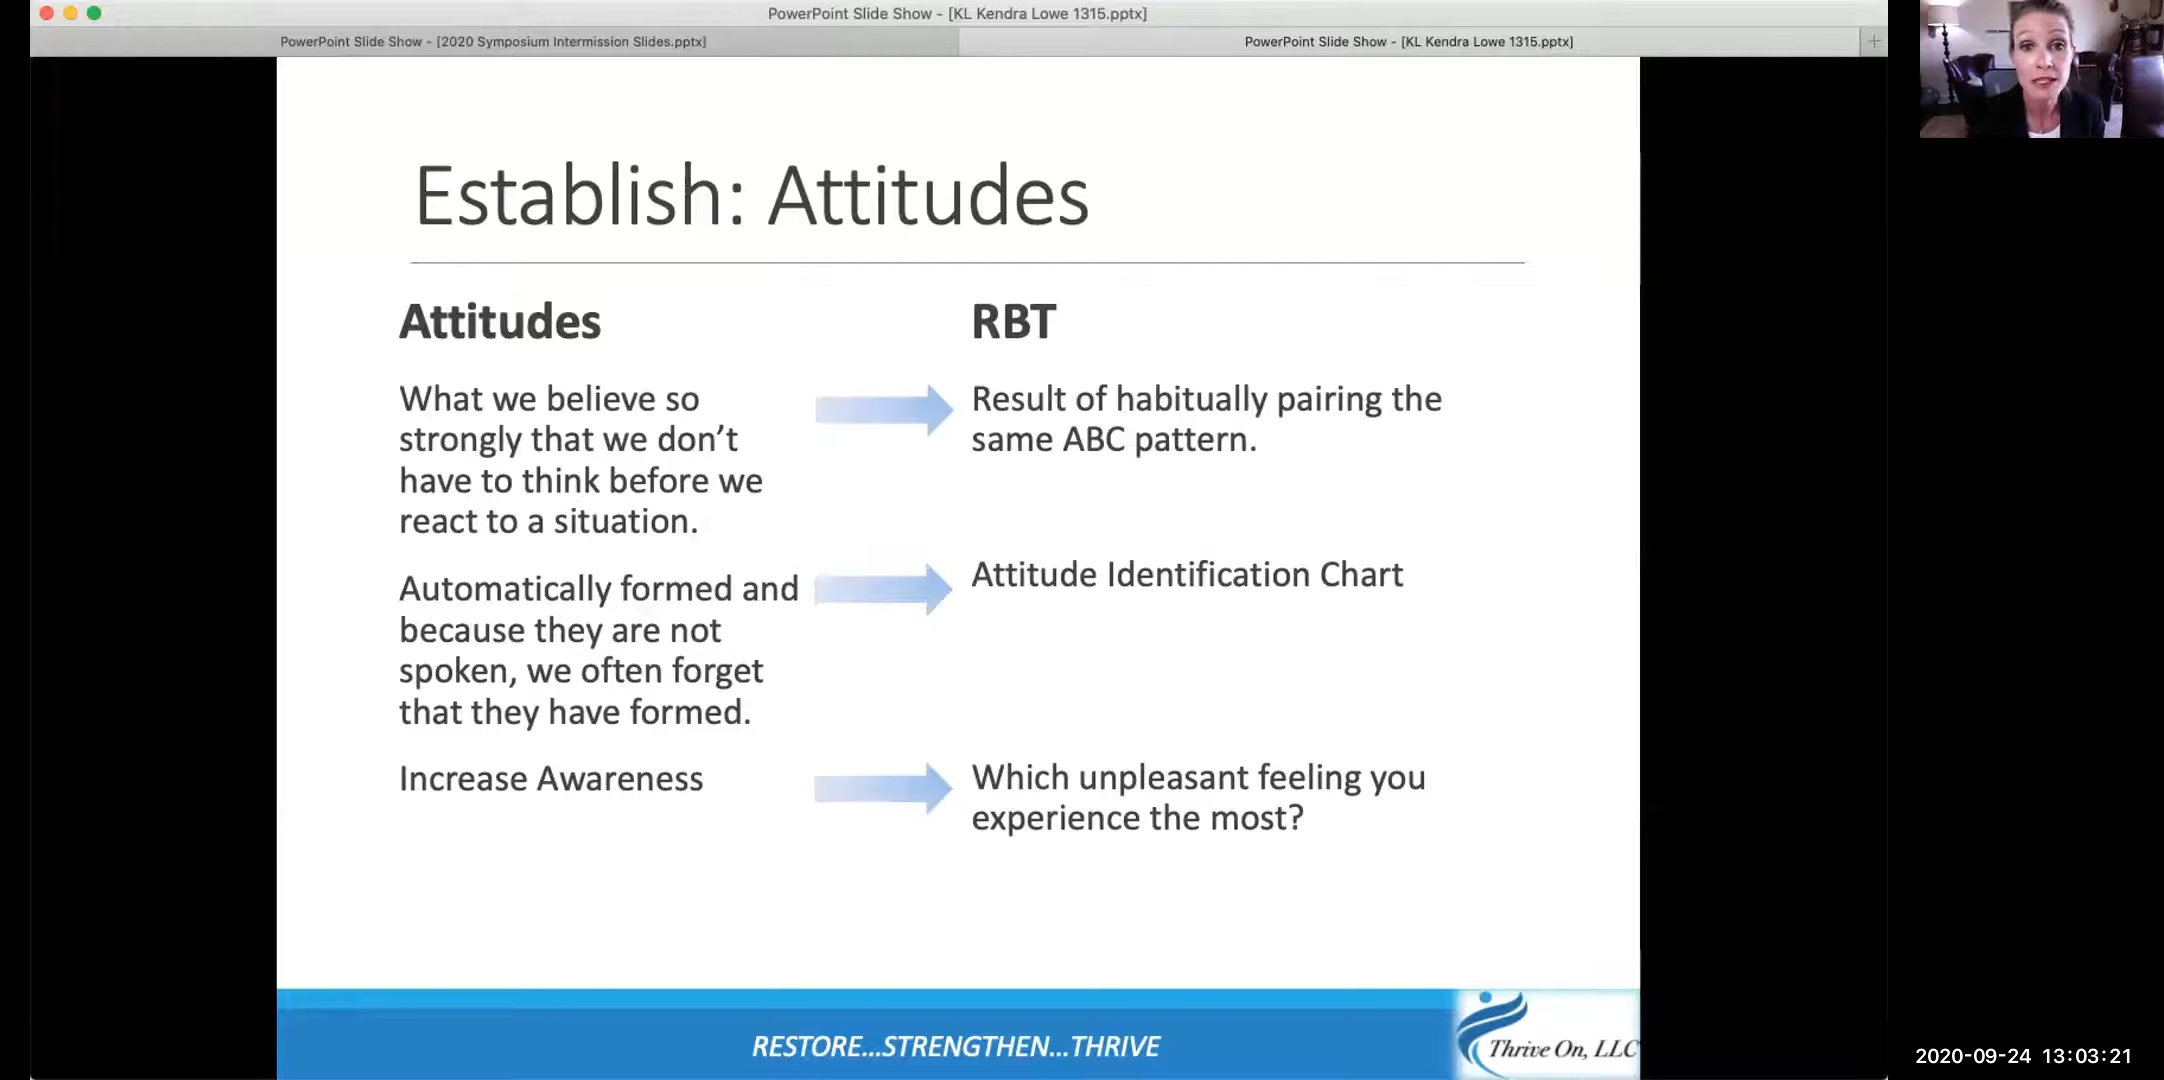 PowerPoint Slide Show - [KL Kendra Lowe 1315.pptx]
PowerPoint Slide Show - [2020 Symposium Intermission Slides.pptx]
PowerPoint Slide Show - [KL Kendra Lowe 1315.pptx]
Establish: Attitudes
Attitudes
What we believe so
strongly that we don’t
have to think before we
react to a situation.
Automatically formed and
because they are not
spoken, we often forget
that they have formed.
Increase Awareness
RBT
Result of habitually pairing the
same ABC pattern.
Attitude Identification Chart
Which unpleasant feeling you
experience the most?
RESTORE...STRENGTHEN...THRIVE
Thrive On, LLC
2020-09-24 13:03:21